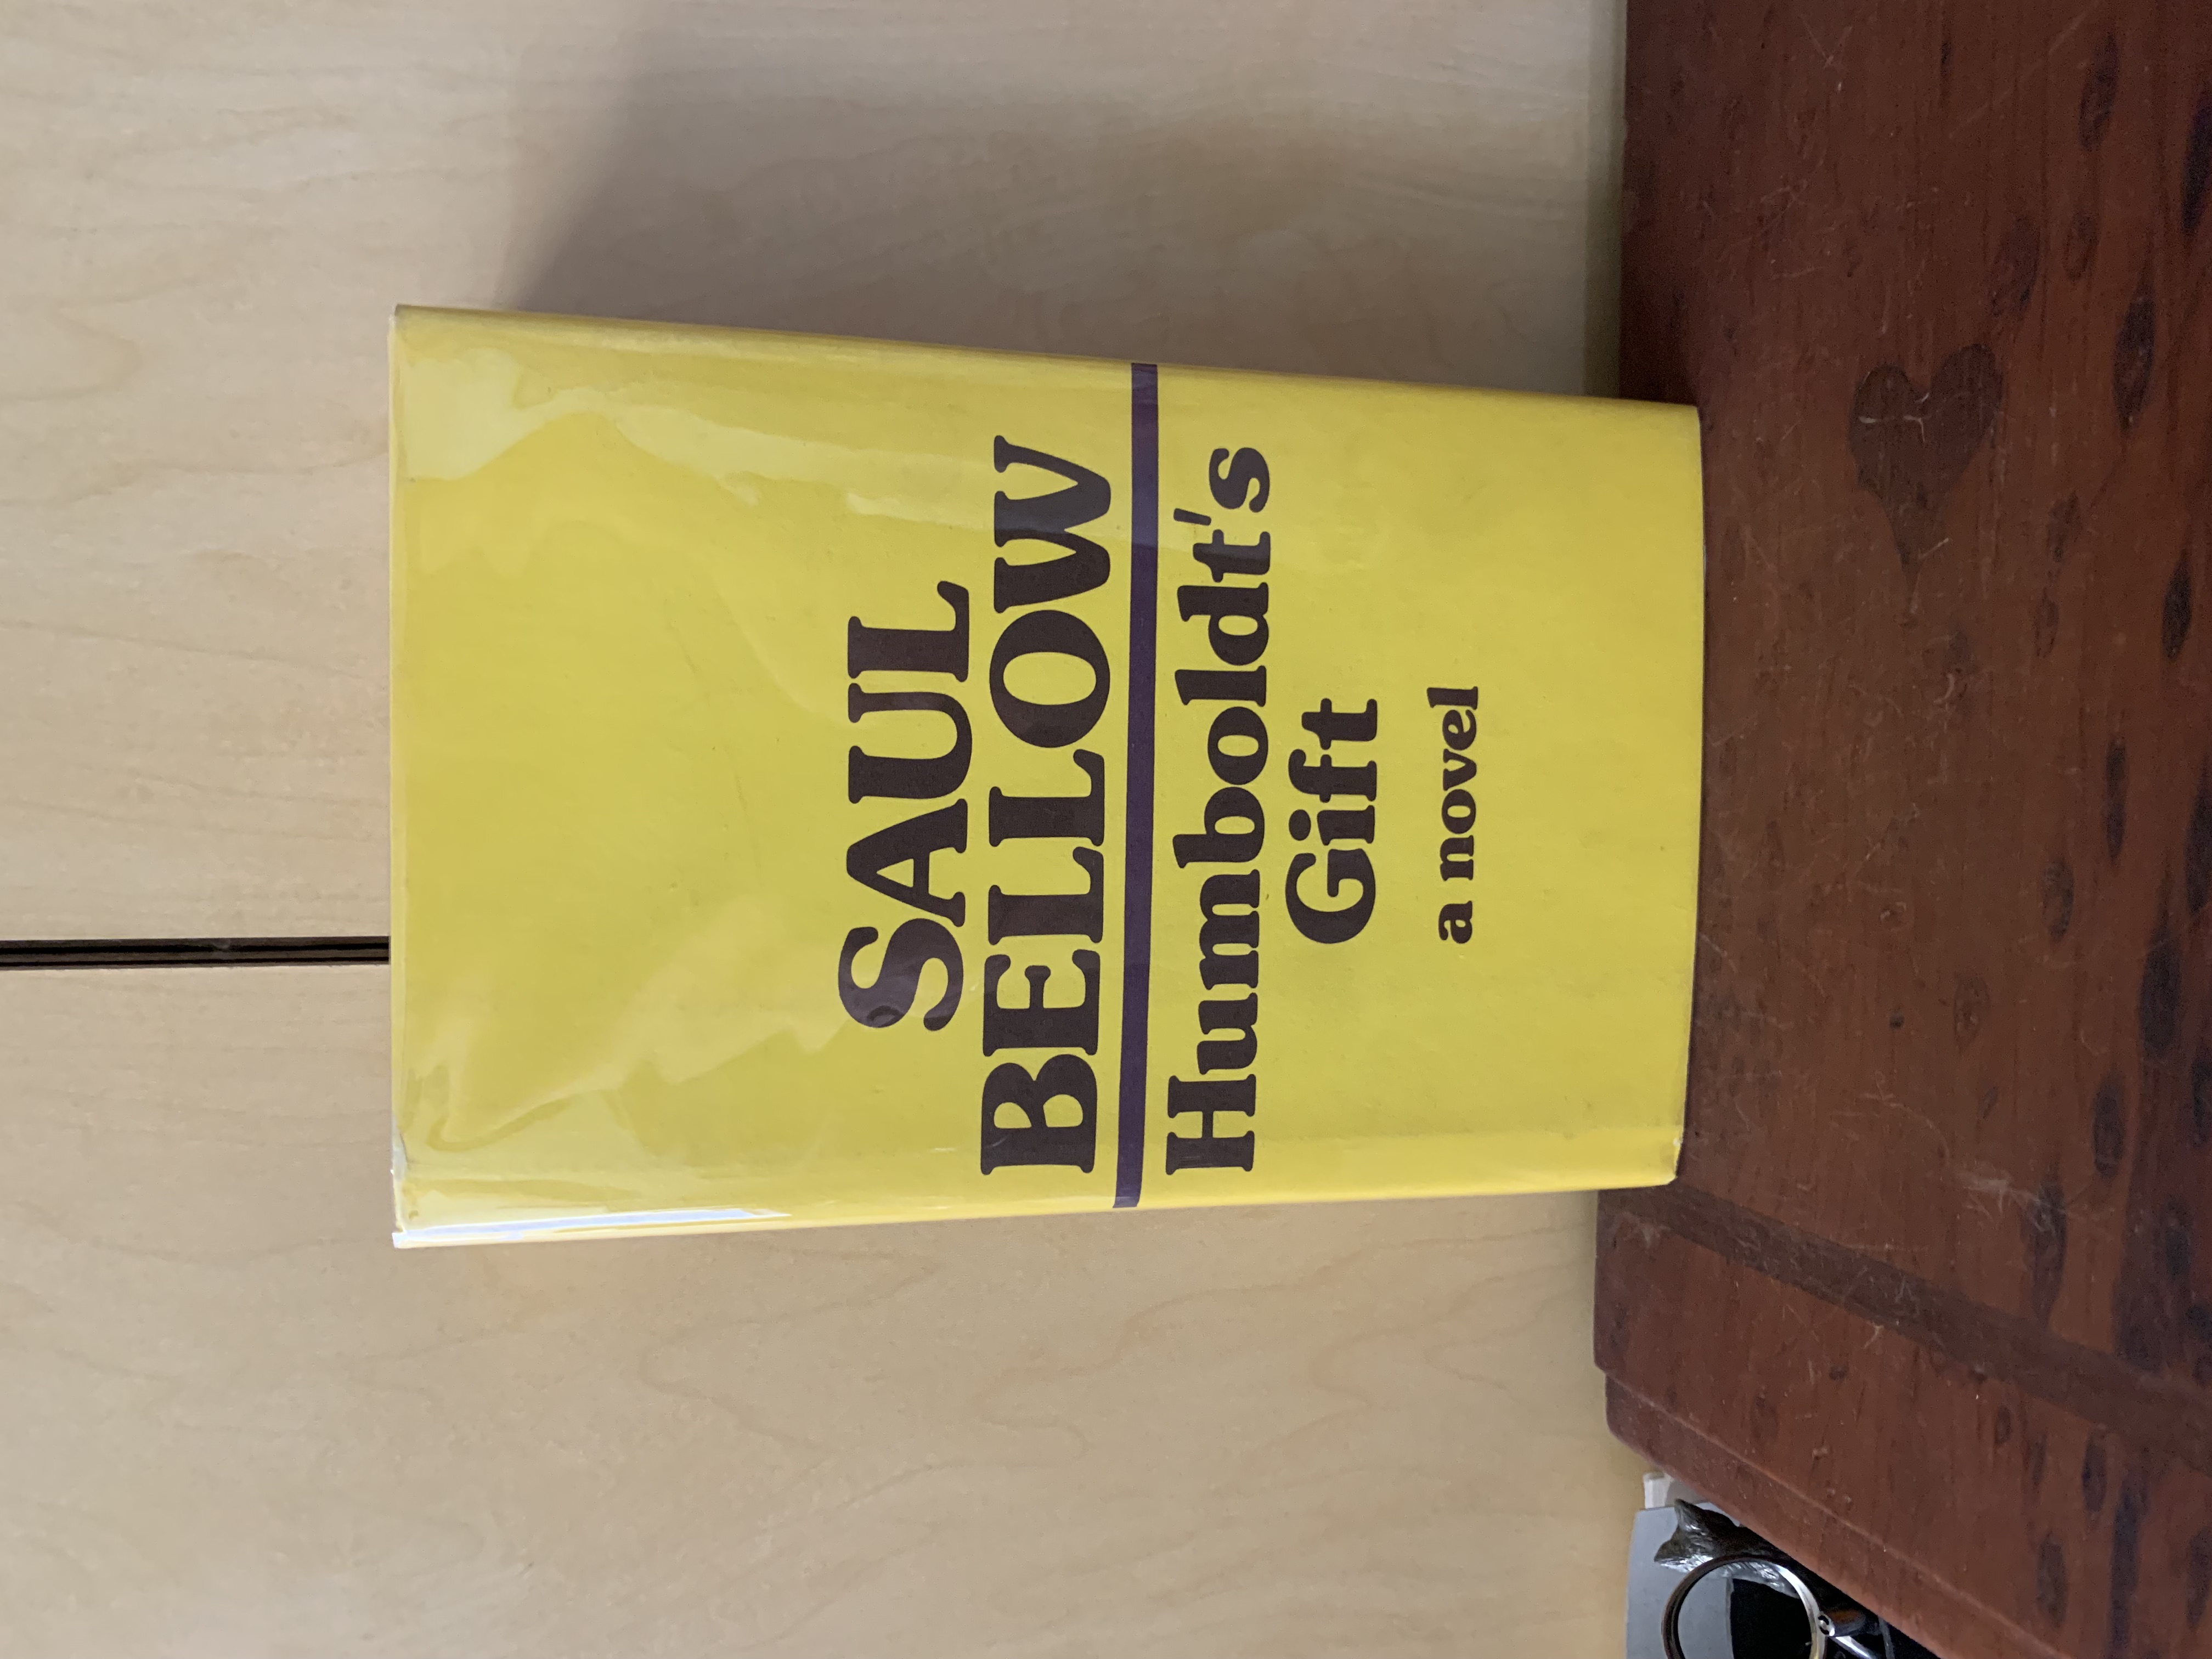 SAUL
BELLOW
Humboldt's
Gift
a novel